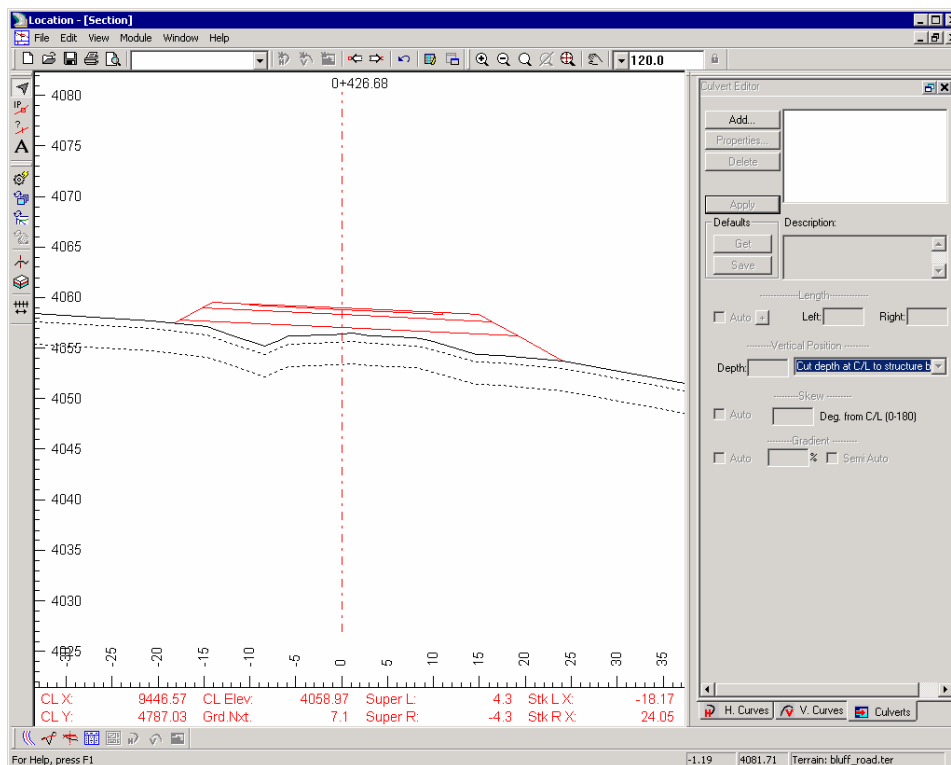 Location - [Section]
File Edit View Module Window Help
120.0
0+426.68
4080
4075
4070
4065
4060
4055
4050
4045
4040
4035
4030
4025
-30 -25 -20 -15 -10 -5 0 5 10 15 20 25 30 35
CL X: 9446.57 CL Elev: 4058.97 Super L: 4.3 Stk L X: -18.17
CL Y: 4787.03 Grd.Nxt. 7.1 Super R: -4.3 Stk R X: 24.05
IP
?
A
Culvert Editor
Add...
Properties...
Delete
Apply
Defaults
Get
Save
Description:
---------Length---------
Auto + Left: Right:
--------Vertical Position--------
Depth: Cut depth at C/L to structure b
--------Skew--------
Auto Deg. from C/L (0-180)
--------Gradient--------
Auto % Semi Auto
H. Curves V. Curves Culverts
For Help, press F1 -1.19 4081.71 Terrain: bluff_road.ter